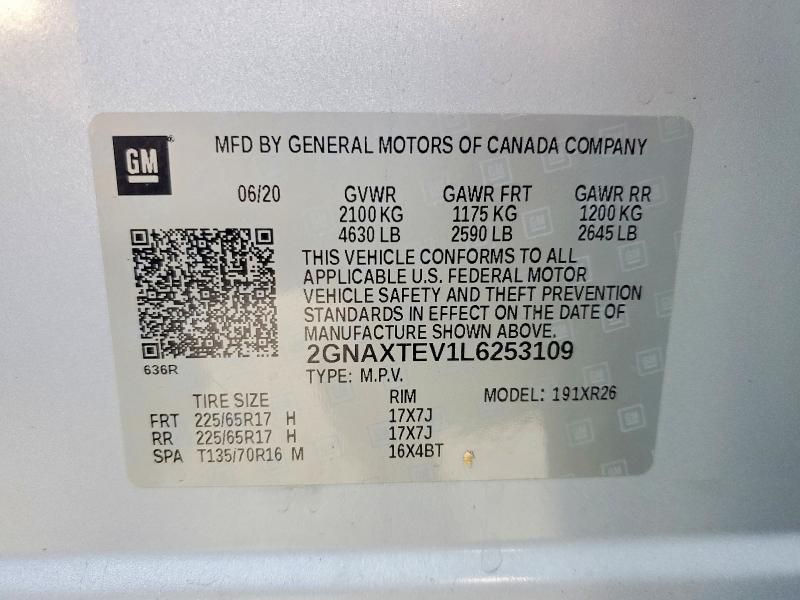 GM
MFD BY GENERAL MOTORS OF CANADA COMPANY
06/20 GVWR GAWR FRT GAWR RR
2100 KG 1175 KG 1200 KG
4630 LB 2590 LB 2645 LB
THIS VEHICLE CONFORMS TO ALL
APPLICABLE U.S. FEDERAL MOTOR
VEHICLE SAFETY AND THEFT PREVENTION
STANDARDS IN EFFECT ON THE DATE OF
MANUFACTURE SHOWN ABOVE.
2GNAXTEV1L6253109
636R
TYPE: M.P.V.
TIRE SIZE RIM MODEL: 191XR26
FRT 225/65R17 H 17X7J
RR 225/65R17 H 17X7J
SPA T135/70R16 M 16X4BT